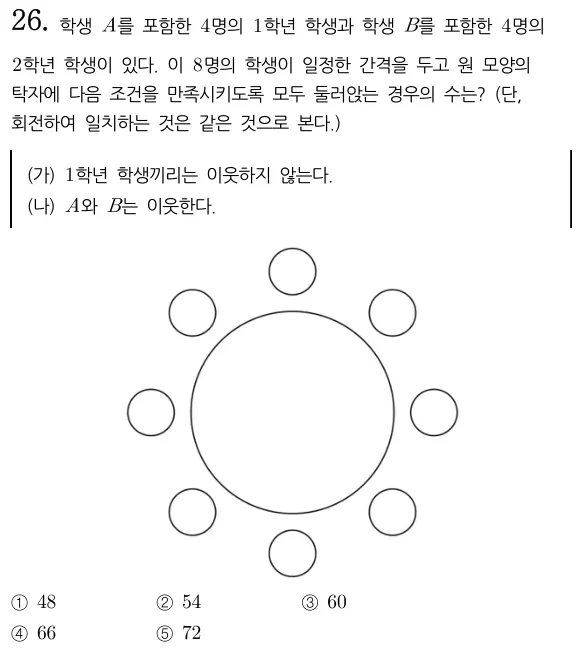 26. 학생 A를 포함한 4명의 1학년 학생과 학생 B를 포함한 4명의
2학년 학생이 있다. 이 8명의 학생이 일정한 간격을 두고 원 모양의
탁자에 다음 조건을 만족시키도록 모두 둘러앉는 경우의 수는? (단,
회전하여 일치하는 것은 같은 것으로 본다.)
(가) 1학년 학생끼리는 이웃하지 않는다.
(나) A와 B는 이웃한다.
① 48 ② 54 ③ 60
④ 66 ⑤ 72